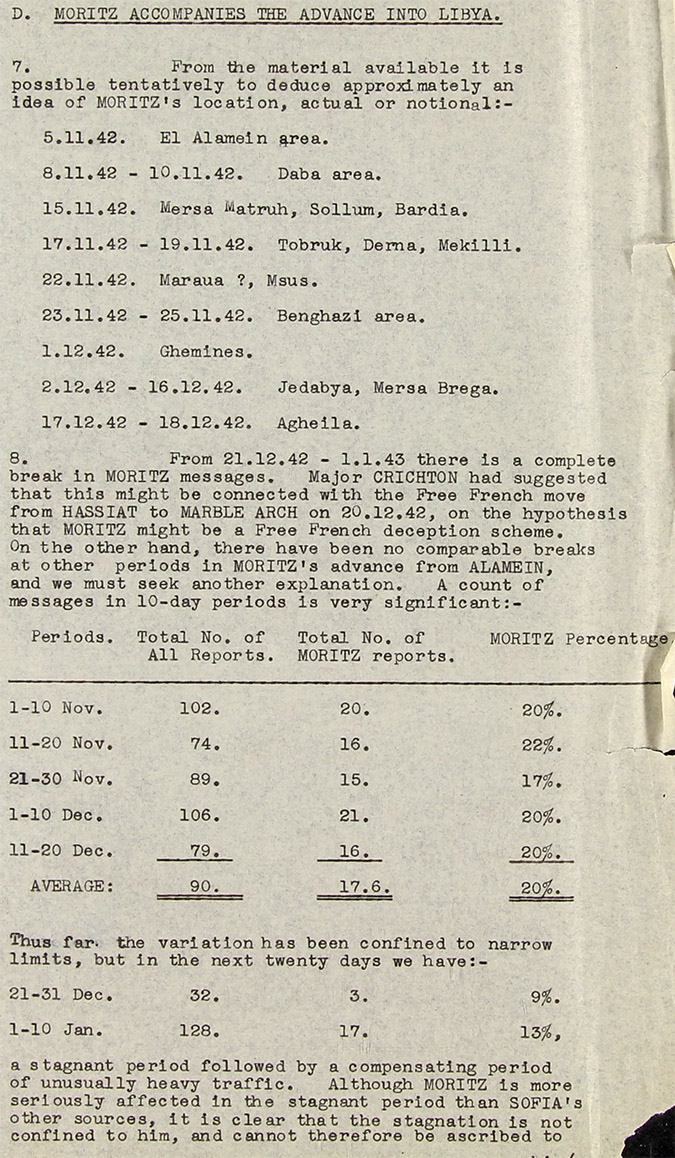 D. MORITZ ACCOMPANIES THE ADVANCE INTO LIBYA.
7. From the material available it is
possible tentatively to deduce approximately an
idea of MORITZ's location, actual or notional:-
5.11.42. El Alamein area.
8.11.42 - 10.11.42. Daba area.
15.11.42. Mersa Matruh, Sollum, Bardia.
17.11.42 - 19.11.42. Tobruk, Derna, Mekilli.
22.11.42. Maraua ?, Msus.
23.11.42 - 25.11.42. Benghazi area.
1.12.42. Ghemines.
2.12.42 - 16.12.42. Jedabya, Mersa Brega.
17.12.42 - 18.12.42. Agheila.
8. From 21.12.42 - 1.1.43 there is a complete
break in MORITZ messages. Major CRICHTON had suggested
that this might be connected with the Free French move
from HASSIAT to MARBLE ARCH on 20.12.42, on the hypothesis
that MORITZ might be a Free French deception scheme.
On the other hand, there have been no comparable breaks
at other periods in MORITZ's advance from ALAMEIN,
and we must seek another explanation. A count of
messages in 10-day periods is very significant:-
Periods. Total No. of Total No. of MORITZ Percentage
All Reports. MORITZ reports.
1-10 Nov. 102. 20. 20%.
11-20 Nov. 74. 16. 22%.
21-30 Nov. 89. 15. 17%.
1-10 Dec. 106. 21. 20%.
11-20 Dec. 79. 16. 20%.
AVERAGE: 90. 17.6. 20%.
Thus far. the variation has been confined to narrow
limits, but in the next twenty days we have:-
21-31 Dec. 32. 3. 9%.
1-10 Jan. 128. 17. 13%,
a stagnant period followed by a compensating period
of unusually heavy traffic. Although MORITZ is more
seriously affected in the stagnant period than SOFIA's
other sources, it is clear that the stagnation is not
confined to him, and cannot therefore be ascribed to